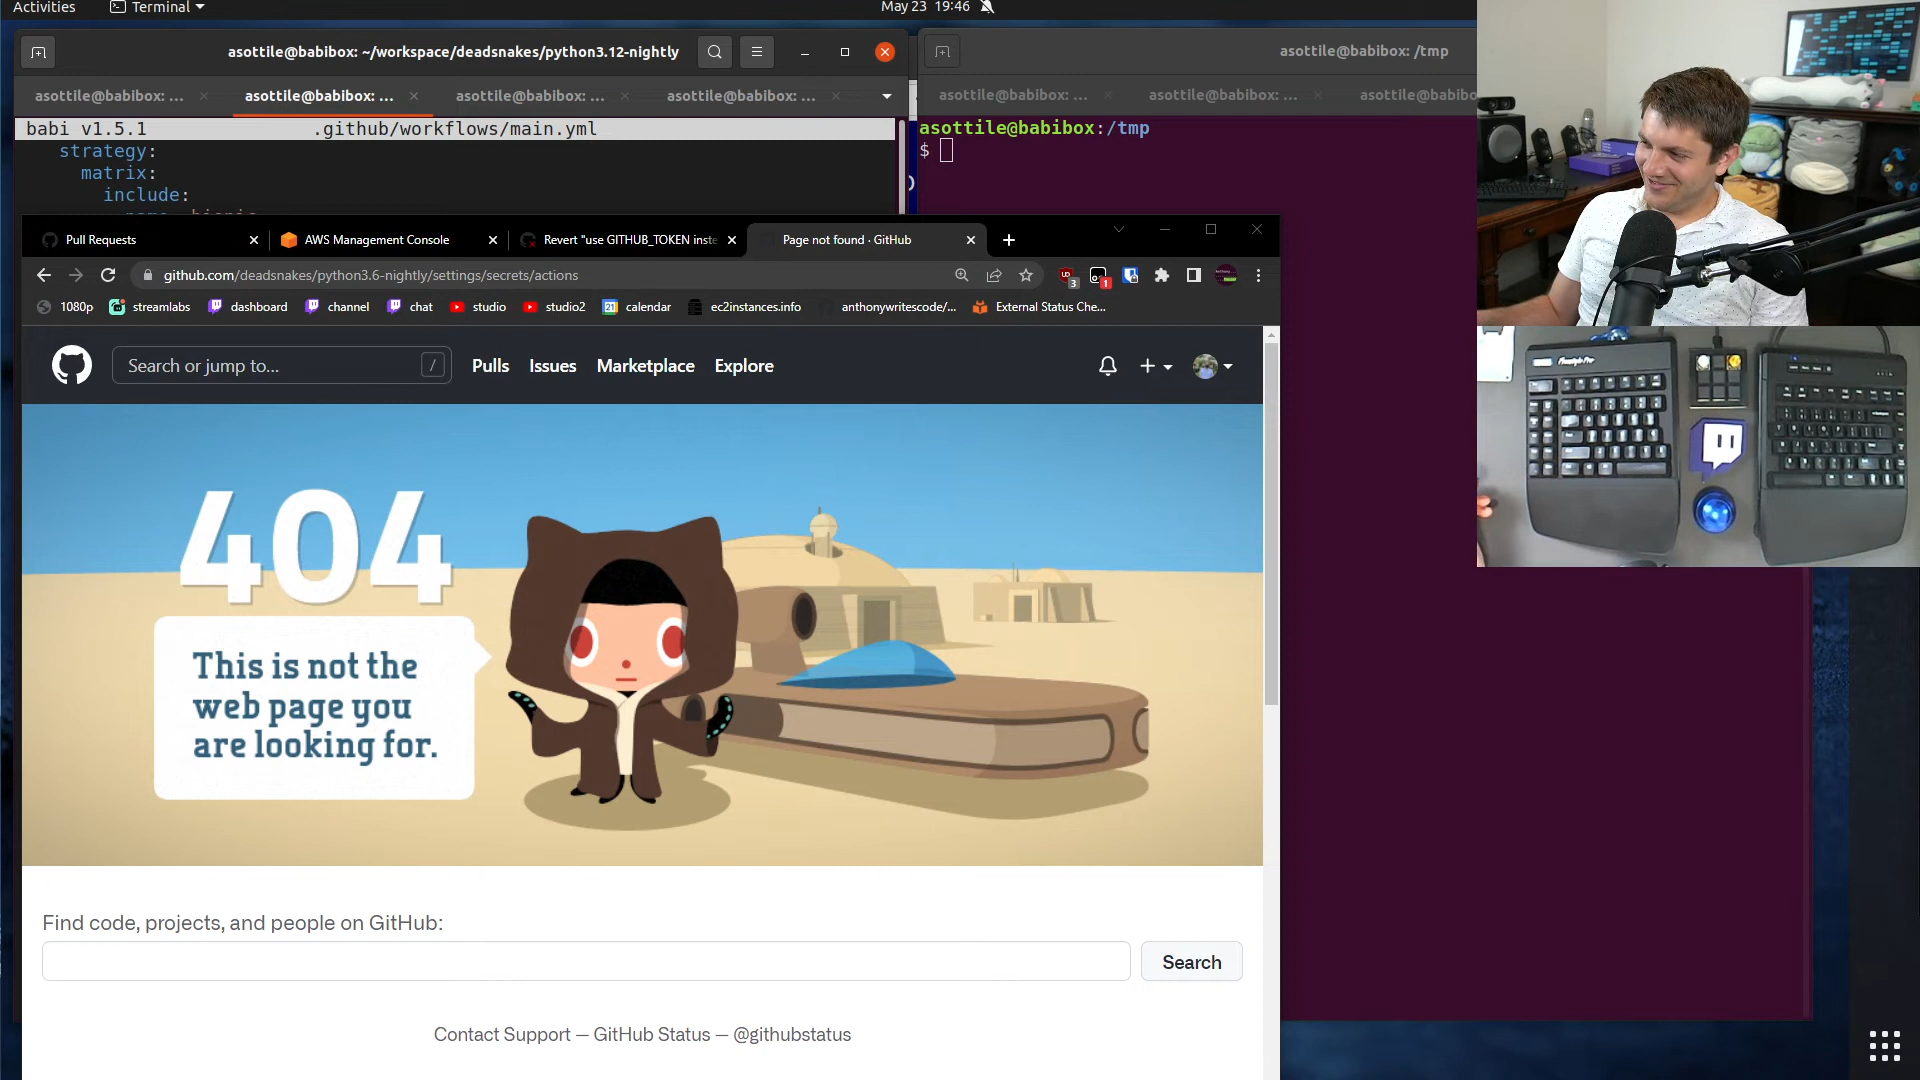 Activities
Terminal
May 23 19:46
asottile@babibox: ~/workspace/deadsnakes/python3.12-nightly
asottile@babibox: /tmp
asottile@babibox: ...
asottile@babibox: ...
asottile@babibox: ...
asottile@babibox: ...
asottile@babibox: ...
asottile@babibox: ...
asottile@babibo
babi v1.5.1 .github/workflows/main.yml
strategy:
matrix:
include:
asottile@babibox:/tmp
$
Pull Requests
AWS Management Console
Revert "use GITHUB_TOKEN inste
Page not found · GitHub
github.com/deadsnakes/python3.6-nightly/settings/secrets/actions
3
1
1080p
streamlabs
dashboard
channel
chat
studio
studio2
21
calendar
ec2instances.info
anthonywritescode/...
External Status Che...
Search or jump to...
/
Pulls
Issues
Marketplace
Explore
404
This is not the
web page you
are looking for.
Find code, projects, and people on GitHub:
Search
Contact Support — GitHub Status — @githubstatus